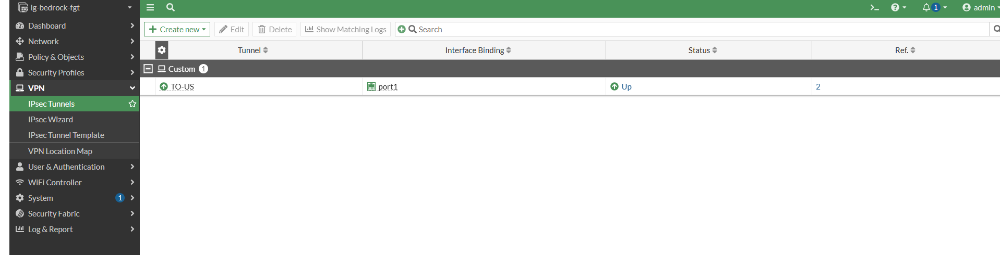 lg-bedrock-fgt
1
admin
Dashboard
Network
Policy & Objects
Security Profiles
VPN
IPsec Tunnels
IPsec Wizard
IPsec Tunnel Template
VPN Location Map
User & Authentication
WiFi Controller
System 1
Security Fabric
Log & Report
Create new Edit Delete Show Matching Logs Search
Tunnel Interface Binding Status Ref.
Custom 1
TO-US port1 Up 2